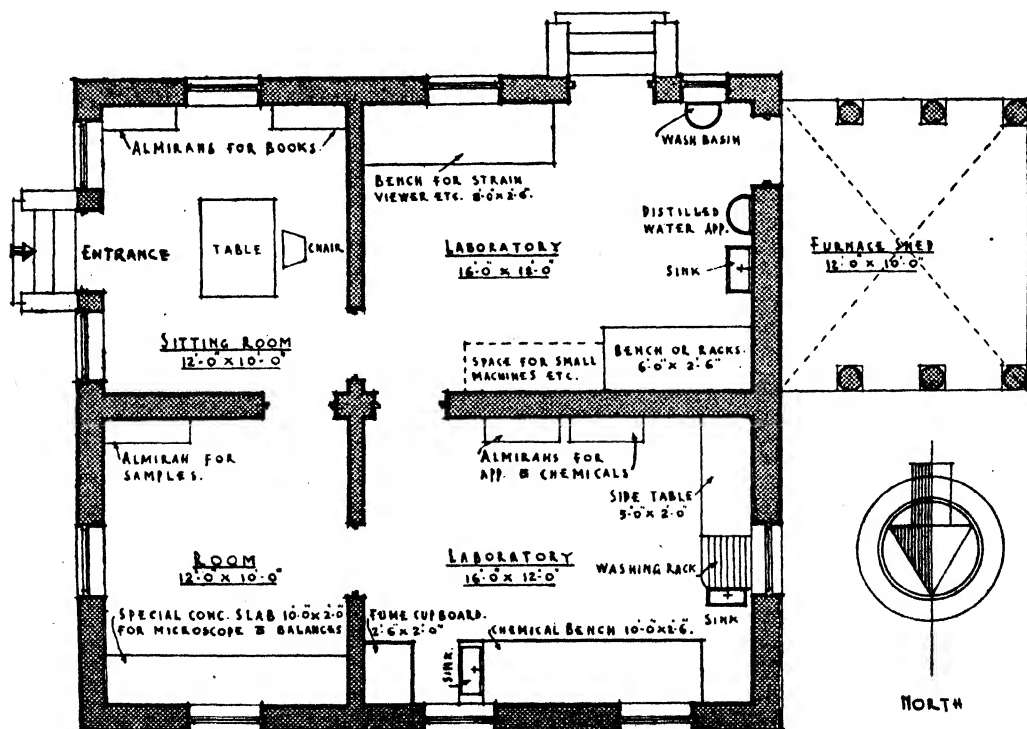 ALMIRAHS FOR BOOKS.
BENCH FOR STRAIN
VIEWER ETC. 8'-0"x2'-6".
WASH BASIN
ENTRANCE
TABLE
CHAIR
LABORATORY
16'-0" x 18'-0"
DISTILLED
WATER APP.
SINK
FURNACE SHED
12'-0" x 10'-0"
SITTING ROOM
12'-0" x 10'-0"
SPACE FOR SMALL
MACHINES ETC.
BENCH OR RACKS.
6'-0" x 2'-6"
ALMIRAH FOR
SAMPLES.
ALMIRAHS FOR
APP. & CHEMICALS
SIDE TABLE
5'-0" x 2'-0"
ROOM
12'-0" x 10'-0"
LABORATORY
16'-0" x 12'-0"
WASHING RACK
SINK
SPECIAL CONC. SLAB 10'-0"x2'-0"
FOR MICROSCOPE & BALANCES
FUME CUPBOARD.
2'-6"x2'-0"
SINK.
CHEMICAL BENCH 10'-0"x2'-6".
NORTH